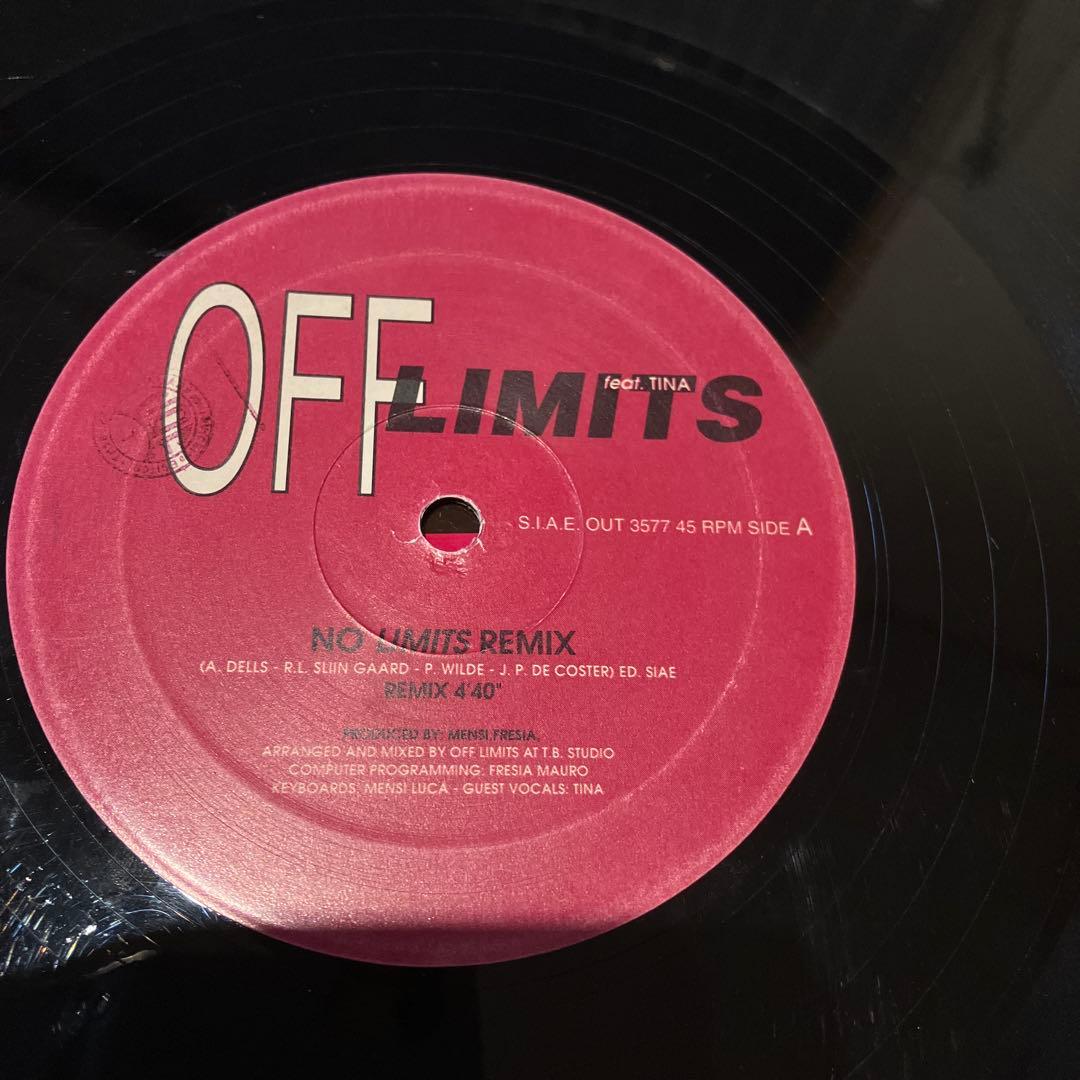 OFF LIMITS
feat. TINA
S.I.A.E. OUT 3577 45 RPM SIDE A
NO LIMITS REMIX
(A. DELLS - R.L. SLIIN GAARD - P. WILDE - J. P. DE COSTER) ED. SIAE
REMIX 4'40"
PRODUCED BY: MENSI,FRESIA,
ARRANGED AND MIXED BY OFF LIMITS AT T.B. STUDIO
COMPUTER PROGRAMMING: FRESIA MAURO
KEYBOARDS, MENSI LUCA - GUEST VOCALS: TINA